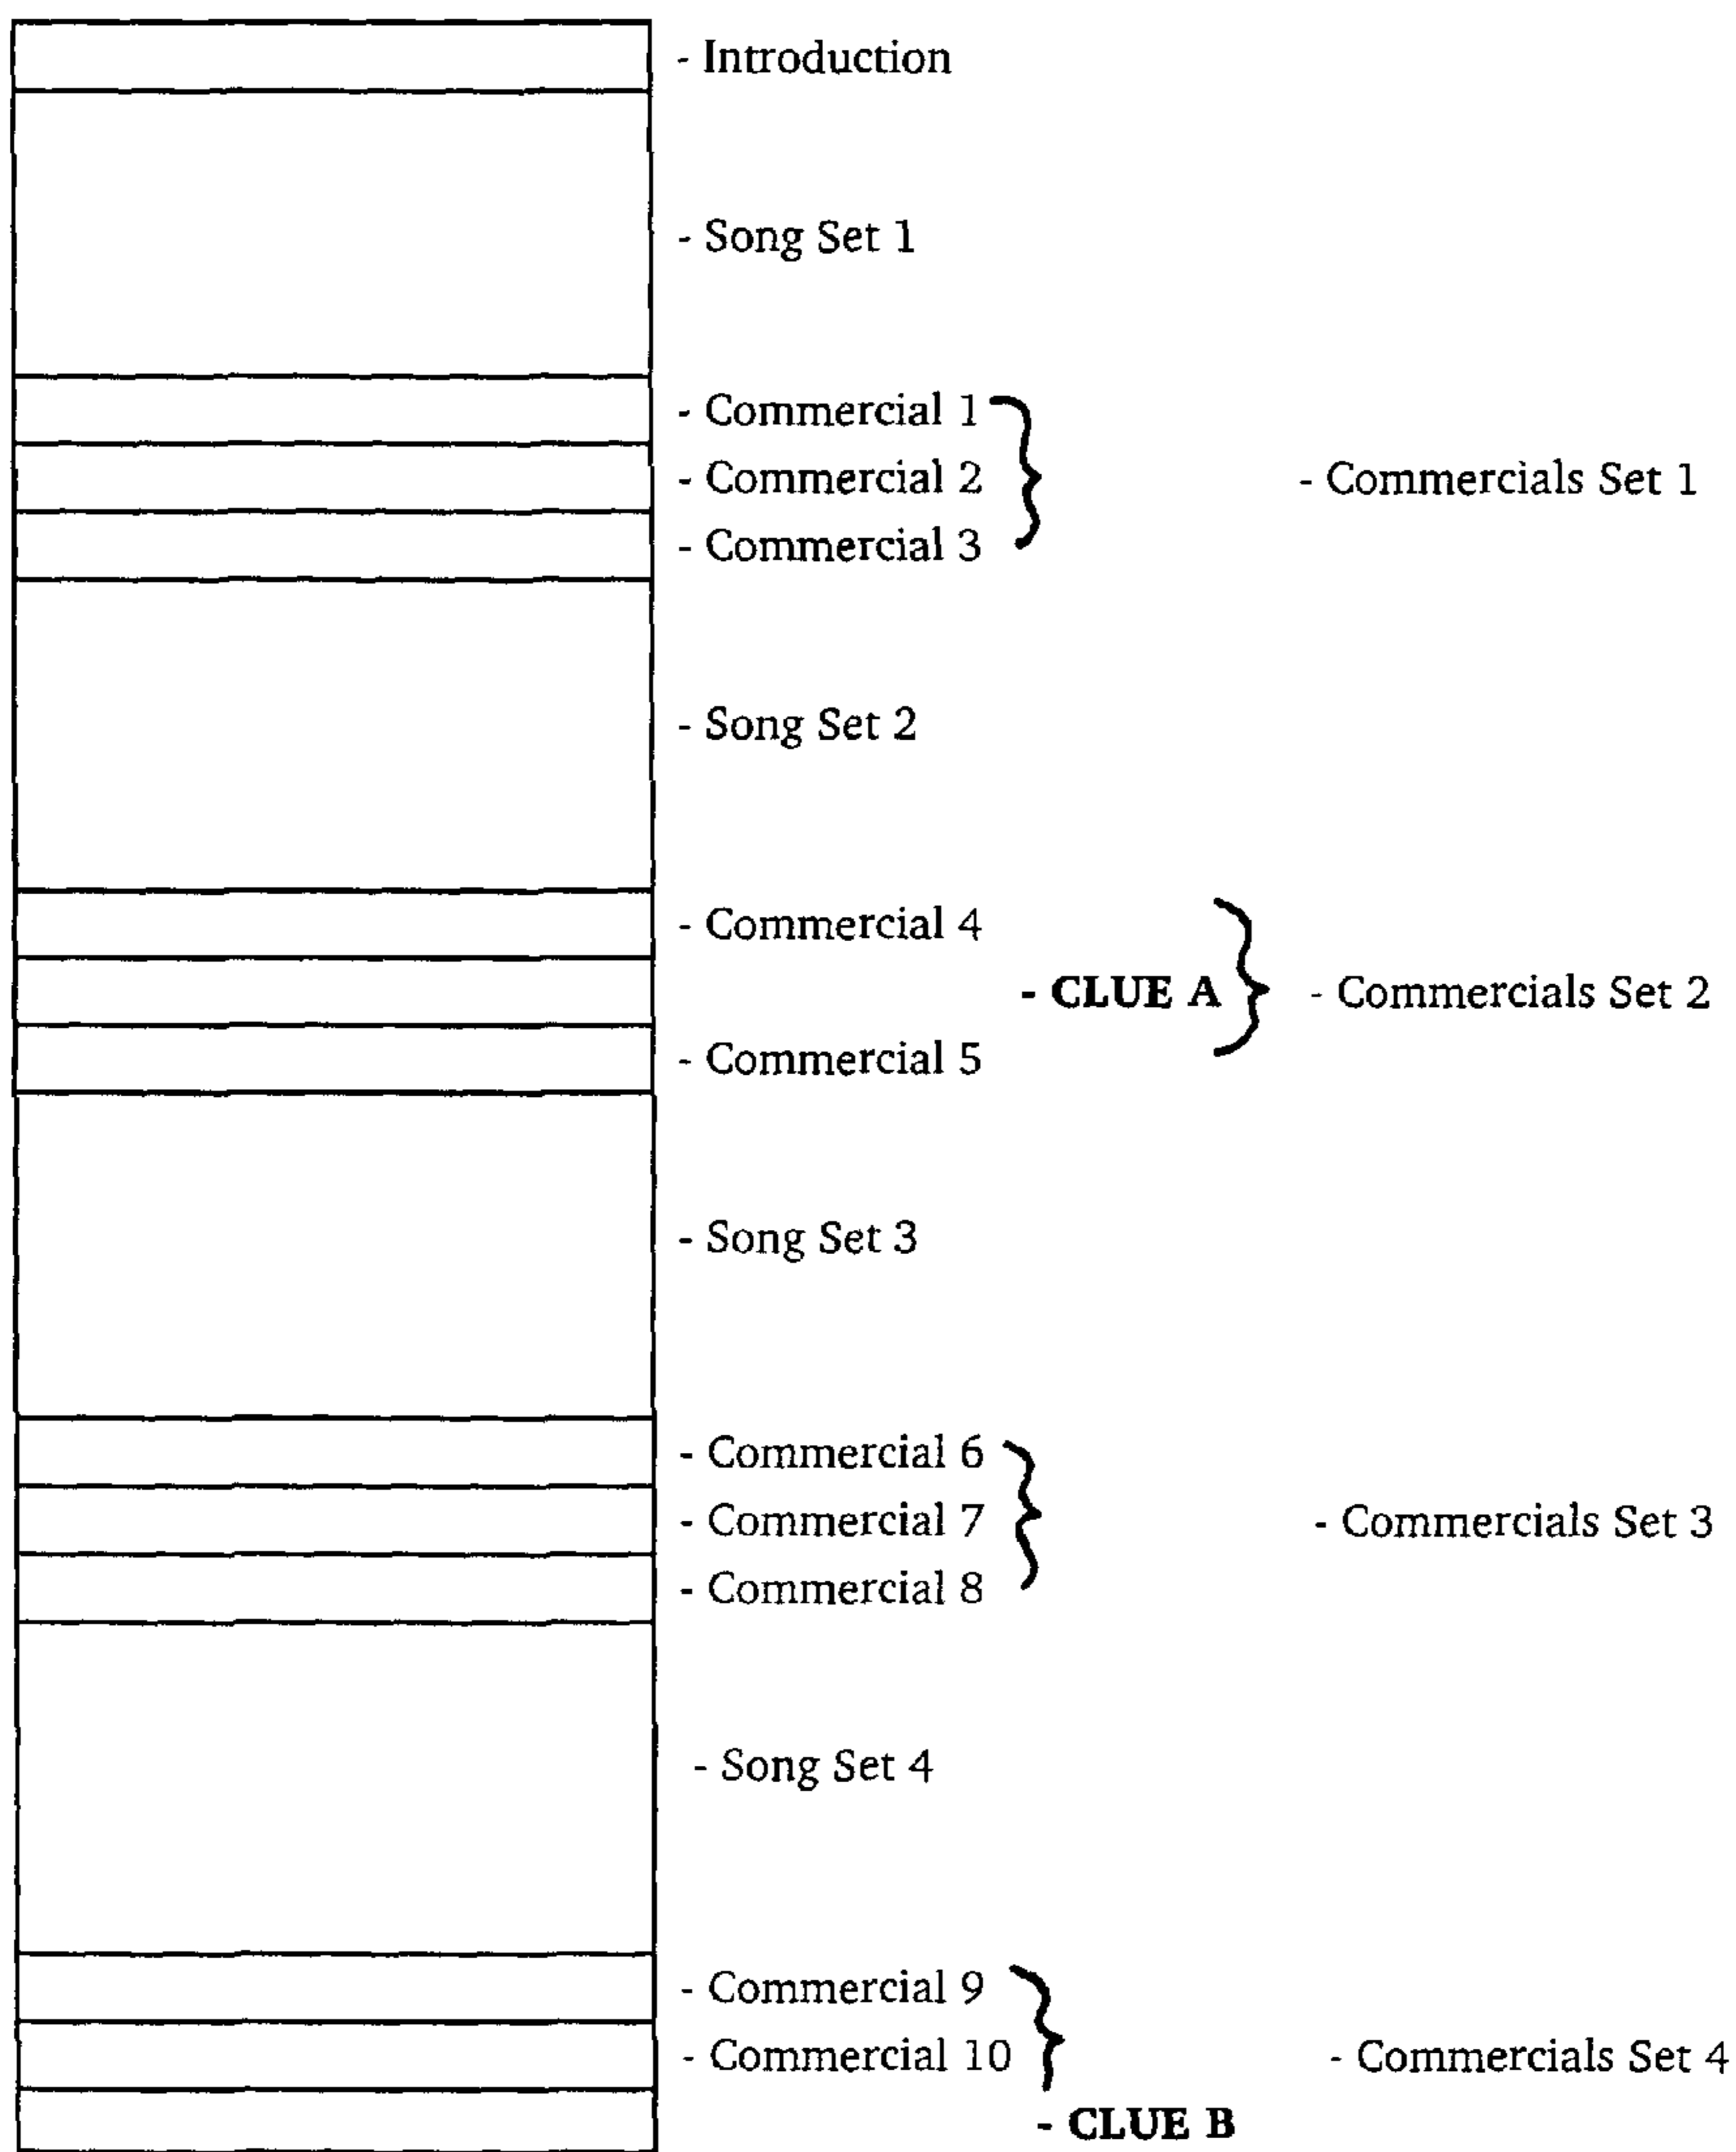 - Introduction
- Song Set 1
- Commercial 1
- Commercial 2 - Commercials Set 1
- Commercial 3
- Song Set 2
- Commercial 4
- CLUE A - Commercials Set 2
- Commercial 5
- Song Set 3
- Commercial 6
- Commercial 7 - Commercials Set 3
- Commercial 8
- Song Set 4
- Commercial 9
- Commercial 10 - Commercials Set 4
- CLUE B